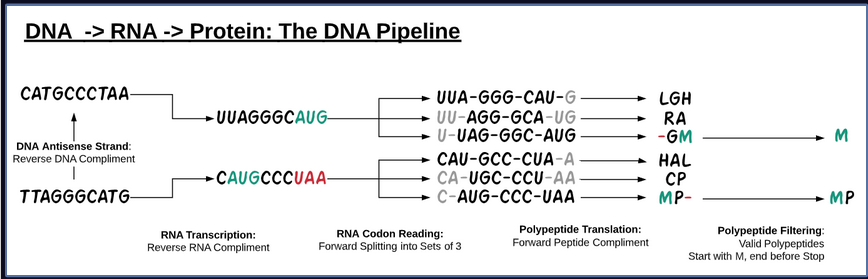 DNA -> RNA -> Protein: The DNA Pipeline
CATGCCCTAA
UUAGGGCAUG
UUA-GGG-CAU-G
LGH
UU-AGG-GCA-UG
RA
U-UAG-GGC-AUG
-GM
M
DNA Antisense Strand:
Reverse DNA Compliment
CAU-GCC-CUA-A
HAL
CAUGCCCUAA
CA-UGC-CCU-AA
CP
TTAGGGCATG
C-AUG-CCC-UAA
MP-
MP
RNA Transcription:
Reverse RNA Compliment
RNA Codon Reading:
Forward Splitting into Sets of 3
Polypeptide Translation:
Forward Peptide Compliment
Polypeptide Filtering:
Valid Polypeptides
Start with M, end before Stop